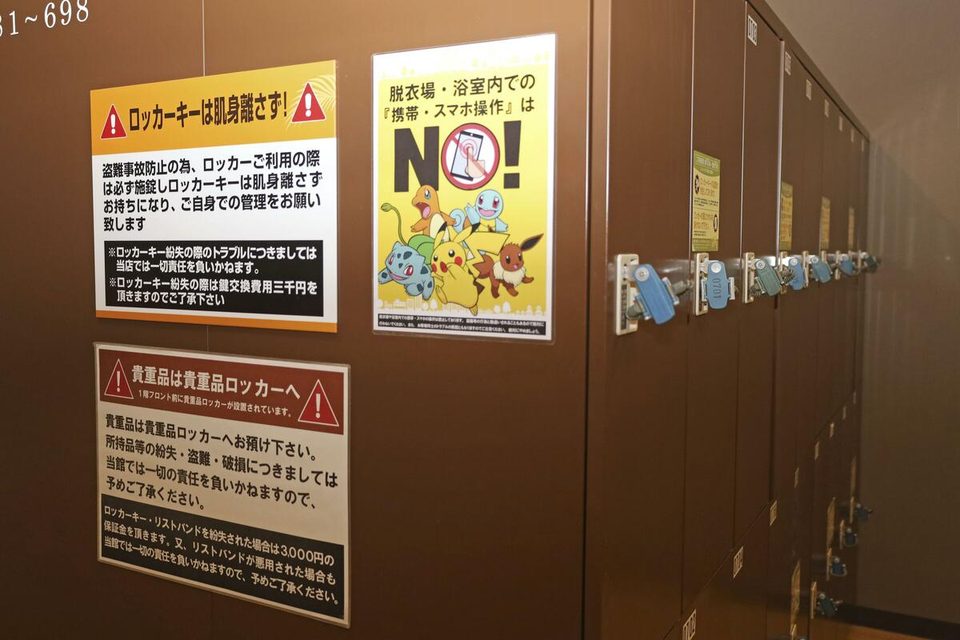 31~698
ロッカーキーは肌身離さず!
盗難事故防止の為、ロッカーご利用の際
は必ず施錠しロッカーキーは肌身離さず
お持ちになり、ご自身での管理をお願い
致します
※ロッカーキー紛失の際のトラブルにつきましては
当店では一切責任を負いかねます。
※ロッカーキー紛失の際は鍵交換費用三千円を
頂きますのでご了承下さい
脱衣場・浴室内での
『携帯・スマホ操作』は
NO!
貴重品は貴重品ロッカーへ
1階フロント前に貴重品ロッカーが設置されています。
貴重品は貴重品ロッカーへお預け下さい。
所持品等の紛失・盗難・破損につきましては
当館では一切の責任を負いかねますので、
予めご了承ください。
ロッカーキー・リストバンドを紛失された場合は3,000円の
保証金を頂きます。又、リストバンドが悪用された場合も
当館では一切の責任を負いかねますので、予めご了承ください。
0701